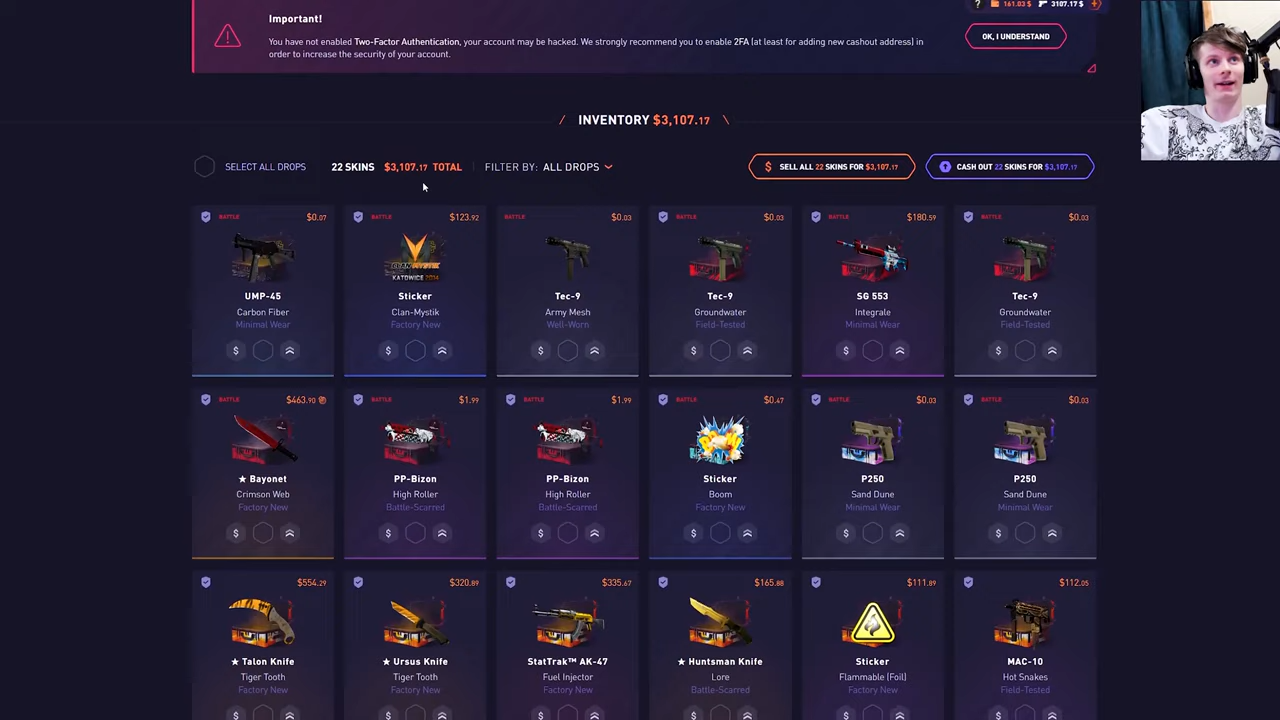 Important!
? 161.03 $ 3107.17 $ +
You have not enabled Two-Factor Authentication, your account may be hacked. We strongly recommend you to enable 2FA (at least for adding new cashout address) in
order to increase the security of your account.
OK, I UNDERSTAND
/ INVENTORY $3,107.17 \
SELECT ALL DROPS 22 SKINS $3,107.17 TOTAL FILTER BY: ALL DROPS
$ SELL ALL 22 SKINS FOR $3,107.17
CASH OUT 22 SKINS FOR $3,107.17
BATTLE $0.07
UMP-45
Carbon Fiber
Minimal Wear
$
BATTLE $123.92
KATOWICE 2014
Sticker
Clan-Mystik
Factory New
$
BATTLE $0.03
Tec-9
Army Mesh
Well-Worn
$
BATTLE $0.03
Tec-9
Groundwater
Field-Tested
$
BATTLE $180.59
SG 553
Integrale
Minimal Wear
$
BATTLE $0.03
Tec-9
Groundwater
Field-Tested
$
BATTLE $463.90
★ Bayonet
Crimson Web
Factory New
$
BATTLE $1.99
PP-Bizon
High Roller
Battle-Scarred
$
BATTLE $1.99
PP-Bizon
High Roller
Battle-Scarred
$
BATTLE $0.47
Sticker
Boom
Factory New
$
BATTLE $0.03
P250
Sand Dune
Minimal Wear
$
BATTLE $0.03
P250
Sand Dune
Minimal Wear
$
$554.29
★ Talon Knife
Tiger Tooth
Factory New
$320.89
★ Ursus Knife
Tiger Tooth
Factory New
$335.67
StatTrak™ AK-47
Fuel Injector
Factory New
$165.88
★ Huntsman Knife
Lore
Battle-Scarred
$111.89
Sticker
Flammable (Foil)
Factory New
$112.05
MAC-10
Hot Snakes
Field-Tested